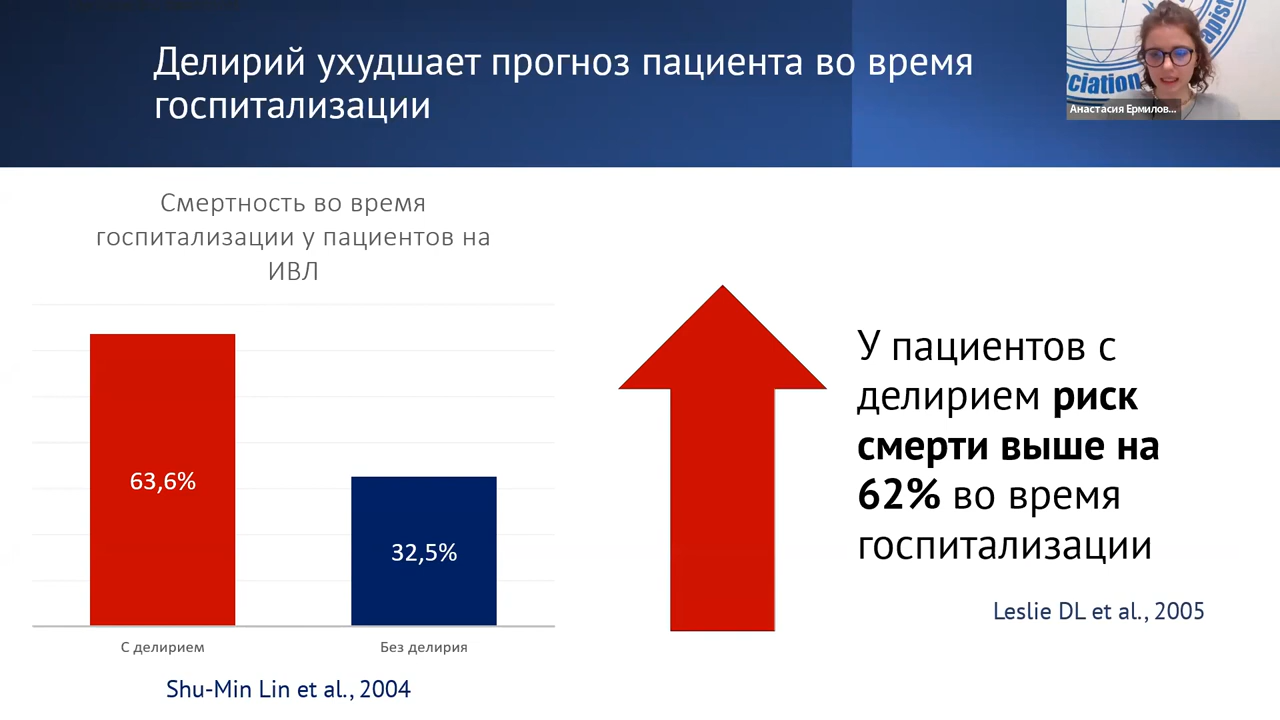 Делирий ухудшает прогноз пациента во время
госпитализации
ciation
apist
Анастасия Ермилов...
Смертность во время
госпитализации у пациентов на
ИВЛ
63,6%
32,5%
С делирием
Без делирия
Shu-Min Lin et al., 2004
У пациентов с
делирием риск
смерти выше на
62% во время
госпитализации
Leslie DL et al., 2005